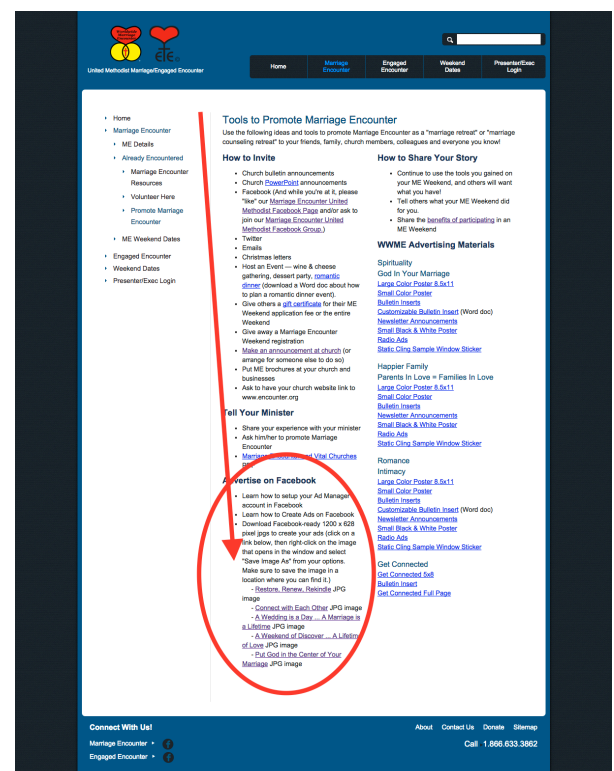 Worldwide Marriage Encounter
EE
United Methodist Marriage/Engaged Encounter
Home
Marriage
Encounter
Engaged
Encounter
Weekend
Dates
Presenter/Exec
Login
Home
Marriage Encounter
ME Details
Already Encountered
Marriage Encounter
Resources
Volunteer Here
Promote Marriage
Encounter
ME Weekend Dates
Engaged Encounter
Weekend Dates
Presenter/Exec Login
Tools to Promote Marriage Encounter
Use the following ideas and tools to promote Marriage Encounter as a "marriage retreat" or "marriage
counseling retreat" to your friends, family, church members, colleagues and everyone you know!
How to Invite
• Church bulletin announcements
• Church PowerPoint announcements
• Facebook (And while you're at it, please
"like" our Marriage Encounter United
Methodist Facebook Page and/or ask to
join our Marriage Encounter United
Methodist Facebook Group.)
• Twitter
• Emails
• Christmas letters
• Host an Event — wine & cheese
gathering, dessert party, romantic
dinner (download a Word doc about how
to plan a romantic dinner event).
• Give others a gift certificate for their ME
Weekend application fee or the entire
Weekend
• Give away a Marriage Encounter
Weekend registration
• Make an announcement at church (or
arrange for someone else to do so)
• Put ME brochures at your church and
businesses
• Ask to have your church website link to
www.encounter.org
Tell Your Minister
• Share your experience with your minister
• Ask him/her to promote Marriage
Encounter
• Marriage and Vital Churches
Advertise on Facebook
• Learn how to setup your Ad Manager
account in Facebook
• Learn how to Create Ads on Facebook
• Download Facebook-ready 1200 x 628
pixel jpgs to create your ads (click on a
link below, then right-click on the image
that opens in the window and select
"Save Image As" from your options.
Make sure to save the image in a
location where you can find it.)
- Restore, Renew, Rekindle JPG
image
- Connect with Each Other JPG image
- A Wedding is a Day ... A Marriage is
a Lifetime JPG image
- A Weekend of Discover ... A Lifetime
of Love JPG image
- Put God in the Center of Your
Marriage JPG image
How to Share Your Story
• Continue to use the tools you gained on
your ME Weekend, and others will want
what you have!
• Tell others what your ME Weekend did
for you.
• Share the benefits of participating in an
ME Weekend
WWME Advertising Materials
Spirituality
God In Your Marriage
Large Color Poster 8.5x11
Small Color Poster
Bulletin Inserts
Customizable Bulletin Insert (Word doc)
Newsletter Announcements
Small Black & White Poster
Radio Ads
Static Cling Sample Window Sticker
Happier Family
Parents In Love = Families In Love
Large Color Poster 8.5x11
Small Color Poster
Bulletin Inserts
Newsletter Announcements
Small Black & White Poster
Radio Ads
Static Cling Sample Window Sticker
Romance
Intimacy
Large Color Poster 8.5x11
Small Color Poster
Bulletin Inserts
Customizable Bulletin Insert (Word doc)
Newsletter Announcements
Small Black & White Poster
Radio Ads
Static Cling Sample Window Sticker
Get Connected
Get Connected 5x8
Bulletin Insert
Get Connected Full Page
Connect With Us!
Marriage Encounter
Engaged Encounter
About Contact Us Donate Sitemap
Call 1.866.633.3862